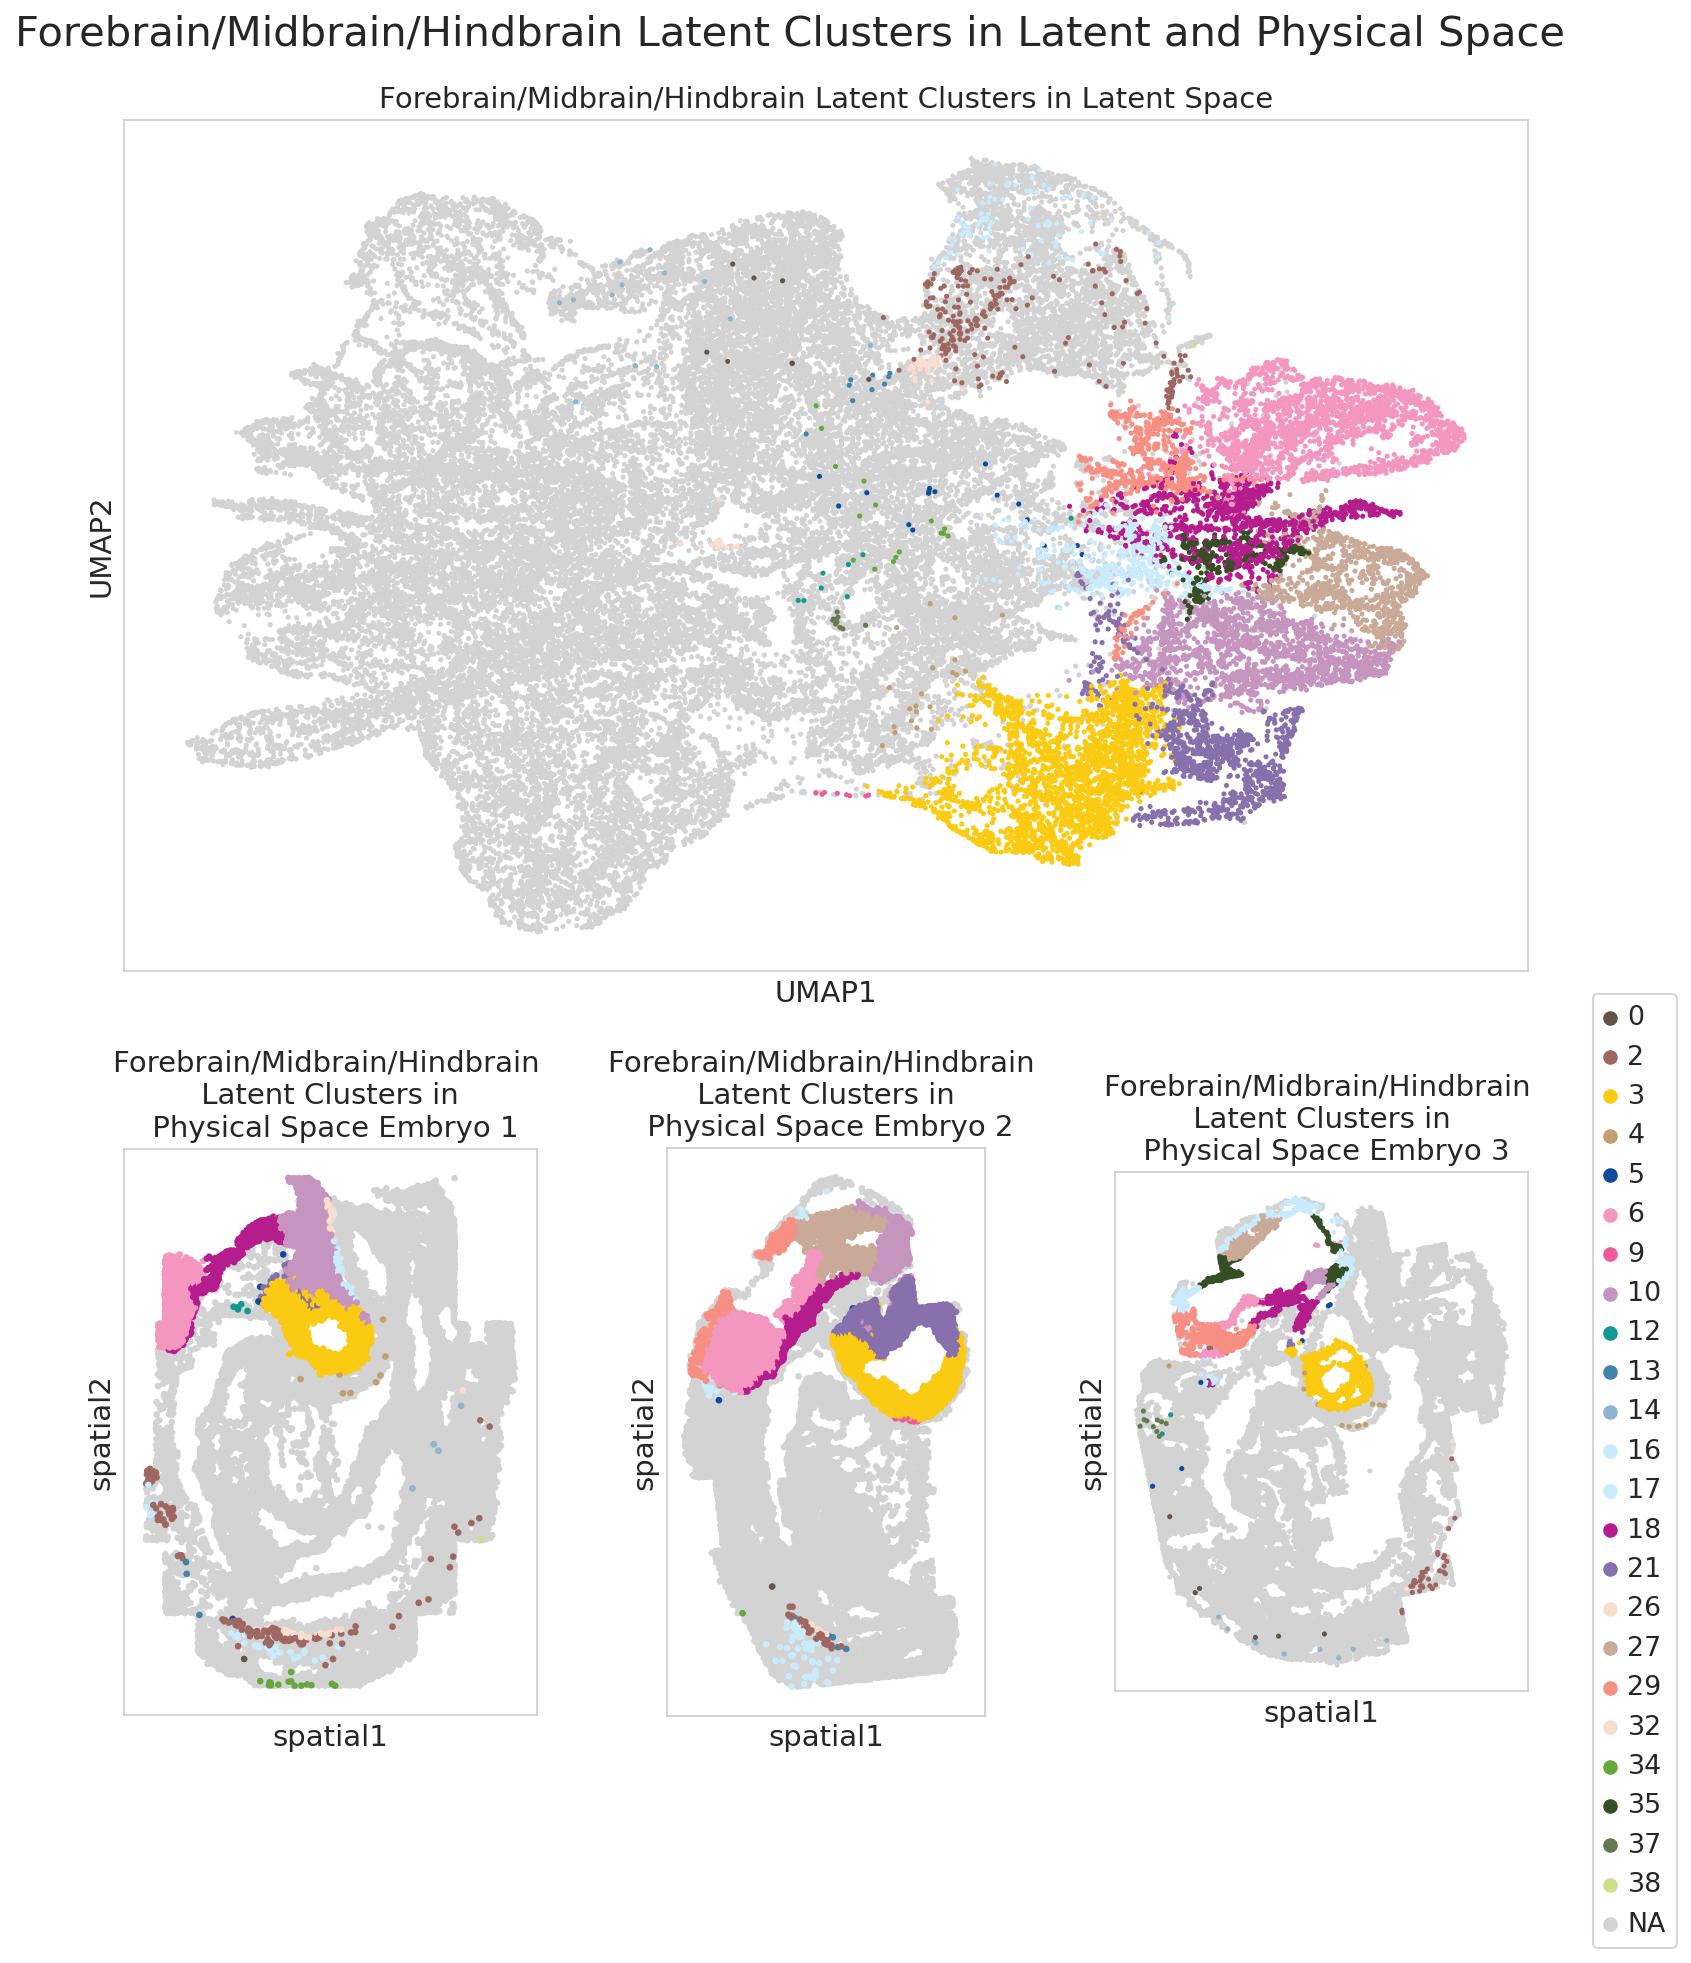 Forebrain/Midbrain/Hindbrain Latent Clusters in Latent and Physical Space
Forebrain/Midbrain/Hindbrain Latent Clusters in Latent Space
UMAP2
UMAP1
Forebrain/Midbrain/Hindbrain
Latent Clusters in
Physical Space Embryo 1
spatial2
spatial1
Forebrain/Midbrain/Hindbrain
Latent Clusters in
Physical Space Embryo 2
spatial2
spatial1
Forebrain/Midbrain/Hindbrain
Latent Clusters in
Physical Space Embryo 3
spatial2
spatial1
0
2
3
4
5
6
9
10
12
13
14
16
17
18
21
26
27
29
32
34
35
37
38
NA